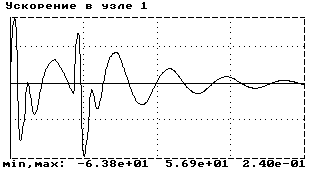 Ускорение в узле 1
min,max: -6.38e+01 5.69e+01 2.40e-01